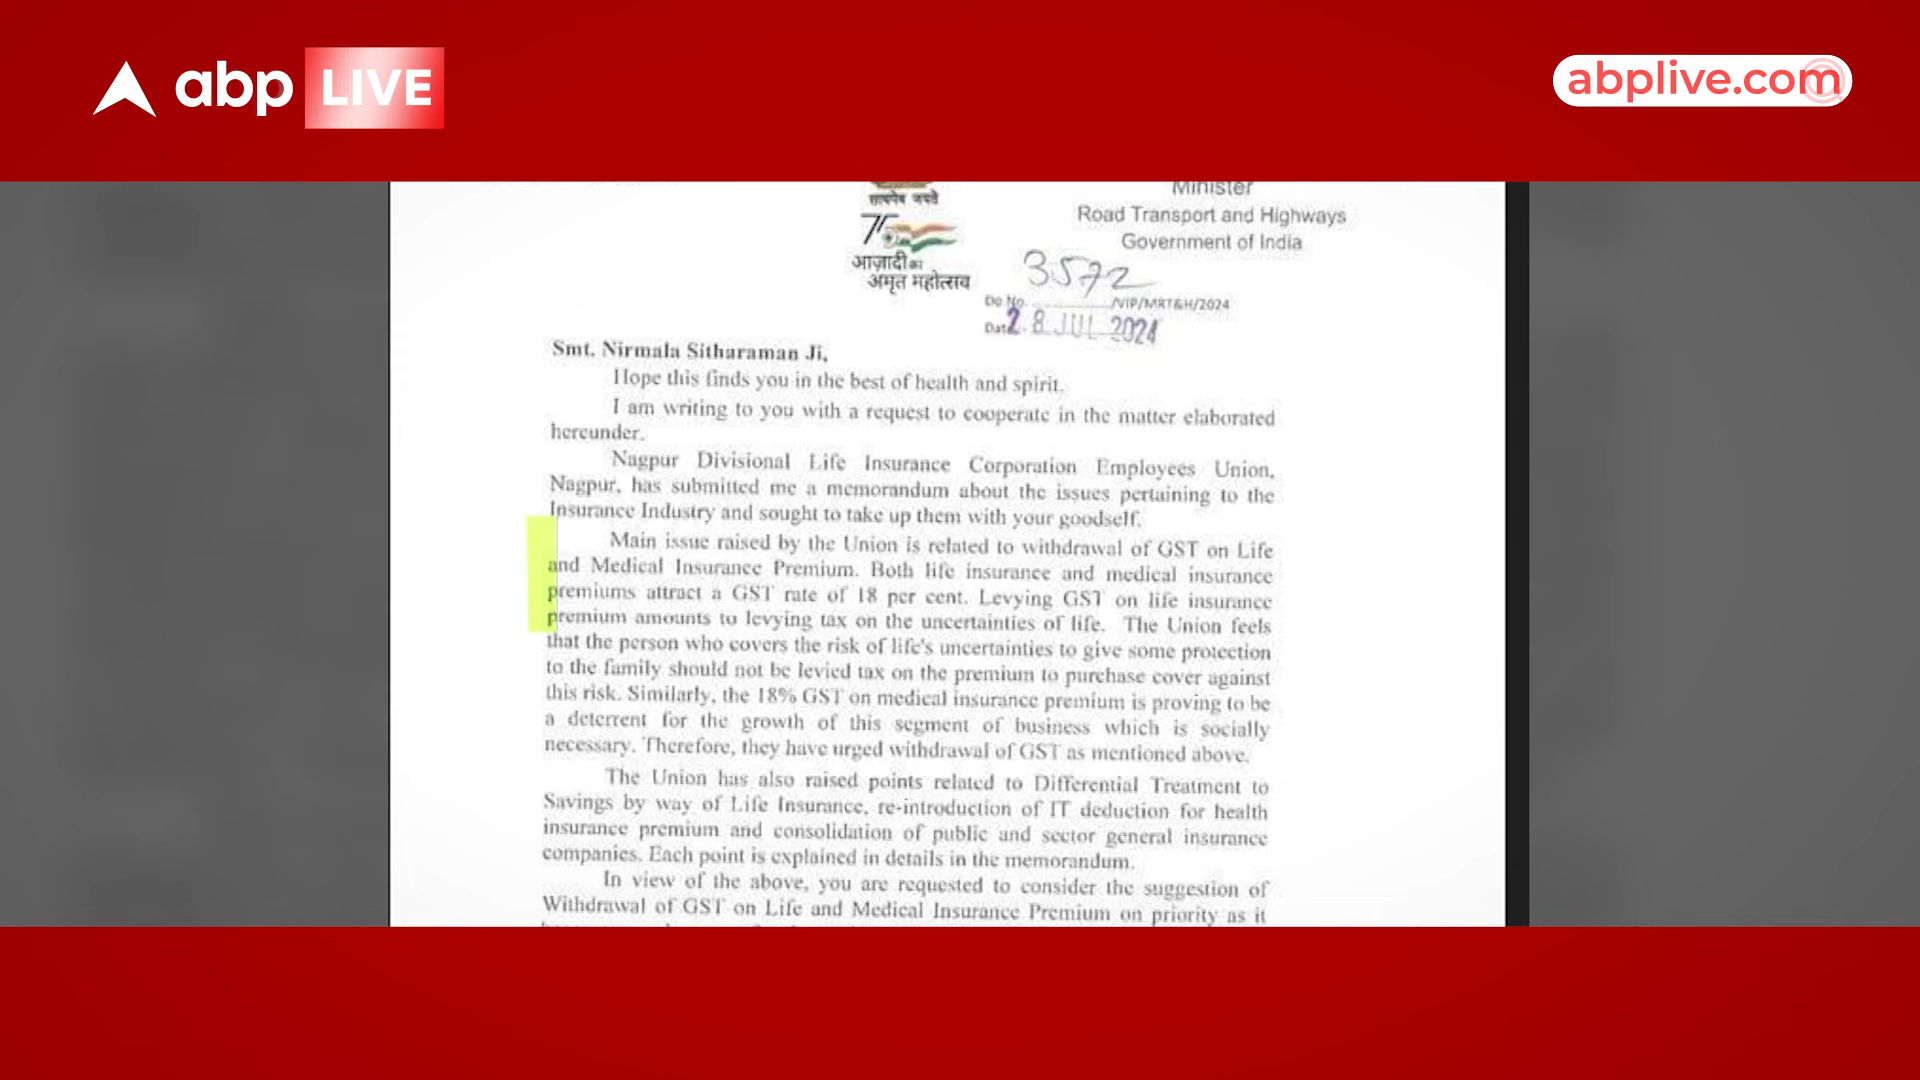 abp LIVE
abplive.com
Minister
Road Transport and Highways
Government of India
सत्यमेव जयते
75
आज़ादी का
अमृत महोत्सव
3572
Do No. /VIP/MRT&H/2024
Date 28 JUL 2024
Smt. Nirmala Sitharaman Ji,
Hope this finds you in the best of health and spirit.
I am writing to you with a request to cooperate in the matter elaborated
hereunder.
Nagpur Divisional Life Insurance Corporation Employees Union,
Nagpur, has submitted me a memorandum about the issues pertaining to the
Insurance Industry and sought to take up them with your goodself.
Main issue raised by the Union is related to withdrawal of GST on Life
and Medical Insurance Premium. Both life insurance and medical insurance
premiums attract a GST rate of 18 per cent. Levying GST on life insurance
premium amounts to levying tax on the uncertainties of life. The Union feels
that the person who covers the risk of life's uncertainties to give some protection
to the family should not be levied tax on the premium to purchase cover against
this risk. Similarly, the 18% GST on medical insurance premium is proving to be
a deterrent for the growth of this segment of business which is socially
necessary. Therefore, they have urged withdrawal of GST as mentioned above.
The Union has also raised points related to Differential Treatment to
Savings by way of Life Insurance, re-introduction of IT deduction for health
insurance premium and consolidation of public and sector general insurance
companies. Each point is explained in details in the memorandum.
In view of the above, you are requested to consider the suggestion of
Withdrawal of GST on Life and Medical Insurance Premium on priority as it